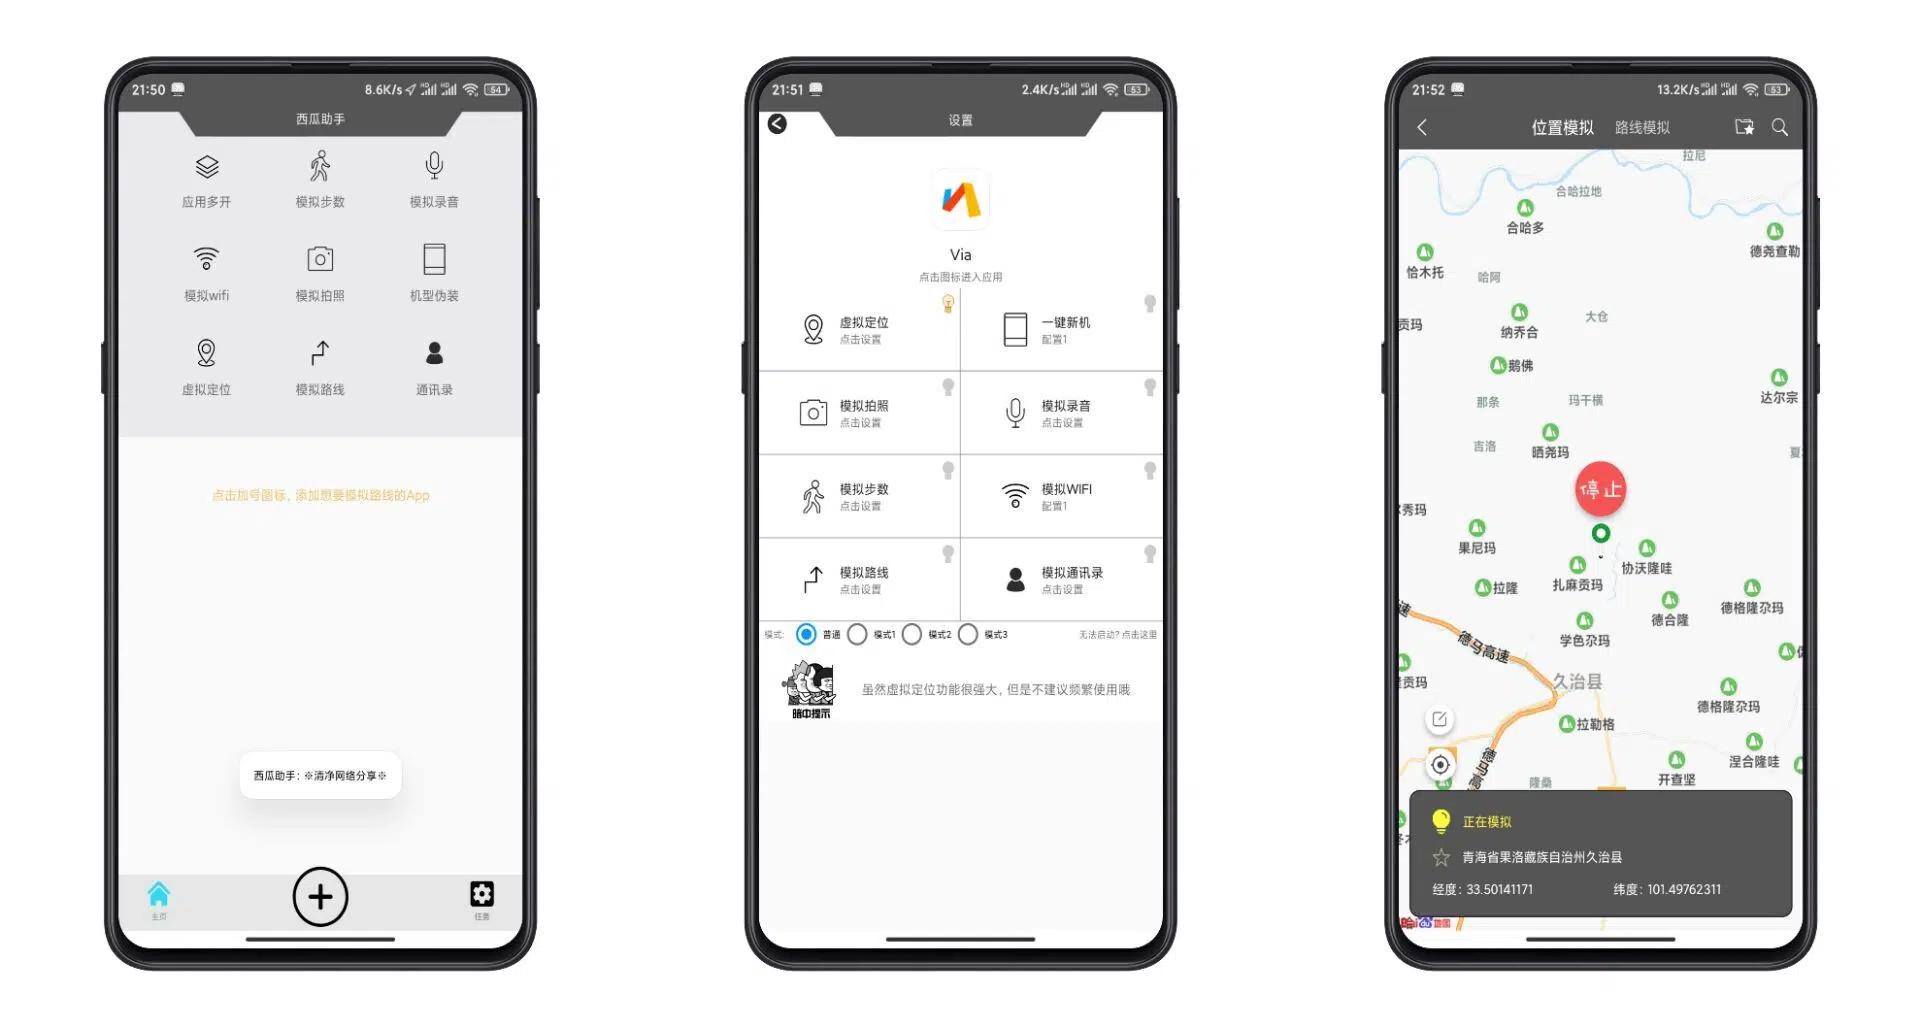 21:50
8.6K/s
54
西瓜助手
应用多开
模拟步数
模拟录音
模拟wifi
模拟拍照
机型伪装
虚拟定位
模拟路线
通讯录
点击加号图标，添加想要模拟路线的App
西瓜助手：※清净网络分享※
主页
任务
21:51
2.4K/s
53
设置
Via
点击图标进入应用
虚拟定位
点击设置
一键新机
配置1
模拟拍照
点击设置
模拟录音
点击设置
模拟步数
点击设置
模拟WIFI
配置1
模拟路线
点击设置
模拟通讯录
点击设置
模式: 普通 模式1 模式2 模式3 无法启动? 点击这里
虽然虚拟定位功能很强大，但是不建议频繁使用哦
暗中提示
21:52
13.2K/s
53
位置模拟 路线模拟
拉尼
合哈拉地
合哈多
德尧查勒
恰木托
哈阿
贡玛
纳乔合
大仓
鹅佛
达尔宗
那条
玛干横
吉洛
晒尧玛
夏
停止
秀玛
果尼玛
协沃隆哇
扎麻贡玛
拉隆
德合隆
德格隆尕玛
速
学色尕玛
德马高速
贡玛
久治县
德格隆尕玛
拉勒格
德马高
涅合隆哇
开查坚
隆桑
正在模拟
青海省果洛藏族自治州久治县
经度: 33.50141171
纬度: 101.49762311
地图